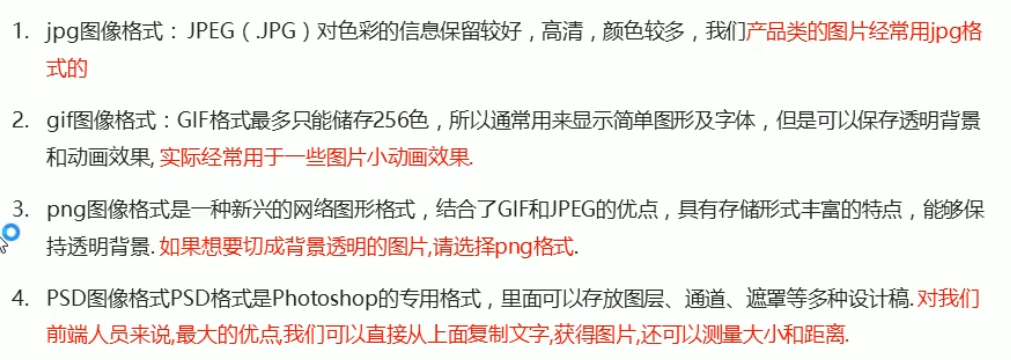 1. jpg图像格式：JPEG（.JPG）对色彩的信息保留较好，高清，颜色较多，我们产品类的图片经常用jpg格
式的
2. gif图像格式：GIF格式最多只能储存256色，所以通常用来显示简单图形及字体，但是可以保存透明背景
和动画效果, 实际经常用于一些图片小动画效果.
3. png图像格式是一种新兴的网络图形格式，结合了GIF和JPEG的优点，具有存储形式丰富的特点，能够保
持透明背景. 如果想要切成背景透明的图片,请选择png格式.
4. PSD图像格式PSD格式是Photoshop的专用格式，里面可以存放图层、通道、遮罩等多种设计稿. 对我们
前端人员来说,最大的优点,我们可以直接从上面复制文字,获得图片,还可以测量大小和距离.